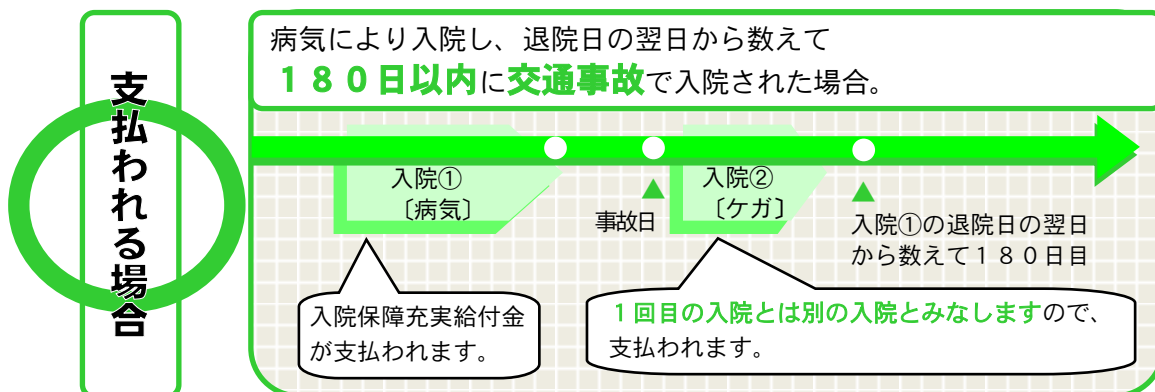 支払われる場合
病気により入院し、退院日の翌日から数えて
１８０日以内に交通事故で入院された場合。
入院①
〔病気〕
事故日
入院②
〔ケガ〕
入院①の退院日の翌日
から数えて１８０日目
入院保障充実給付金
が支払われます。
１回目の入院とは別の入院とみなしますので、
支払われます。